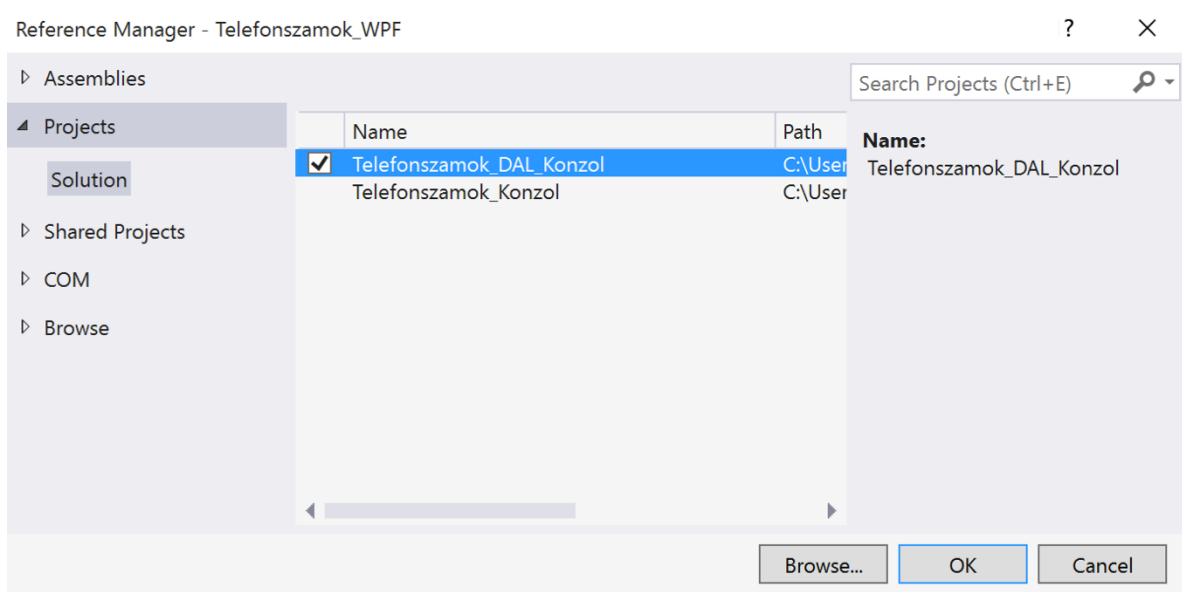 Reference Manager - Telefonszamok_WPF ?
Assemblies
Search Projects (Ctrl+E)
Projects
Solution
Shared Projects
COM
Browse
Name Path
Telefonszamok_DAL_Konzol C:\User
Telefonszamok_Konzol C:\User
Name:
Telefonszamok_DAL_Konzol
Browse... OK Cancel